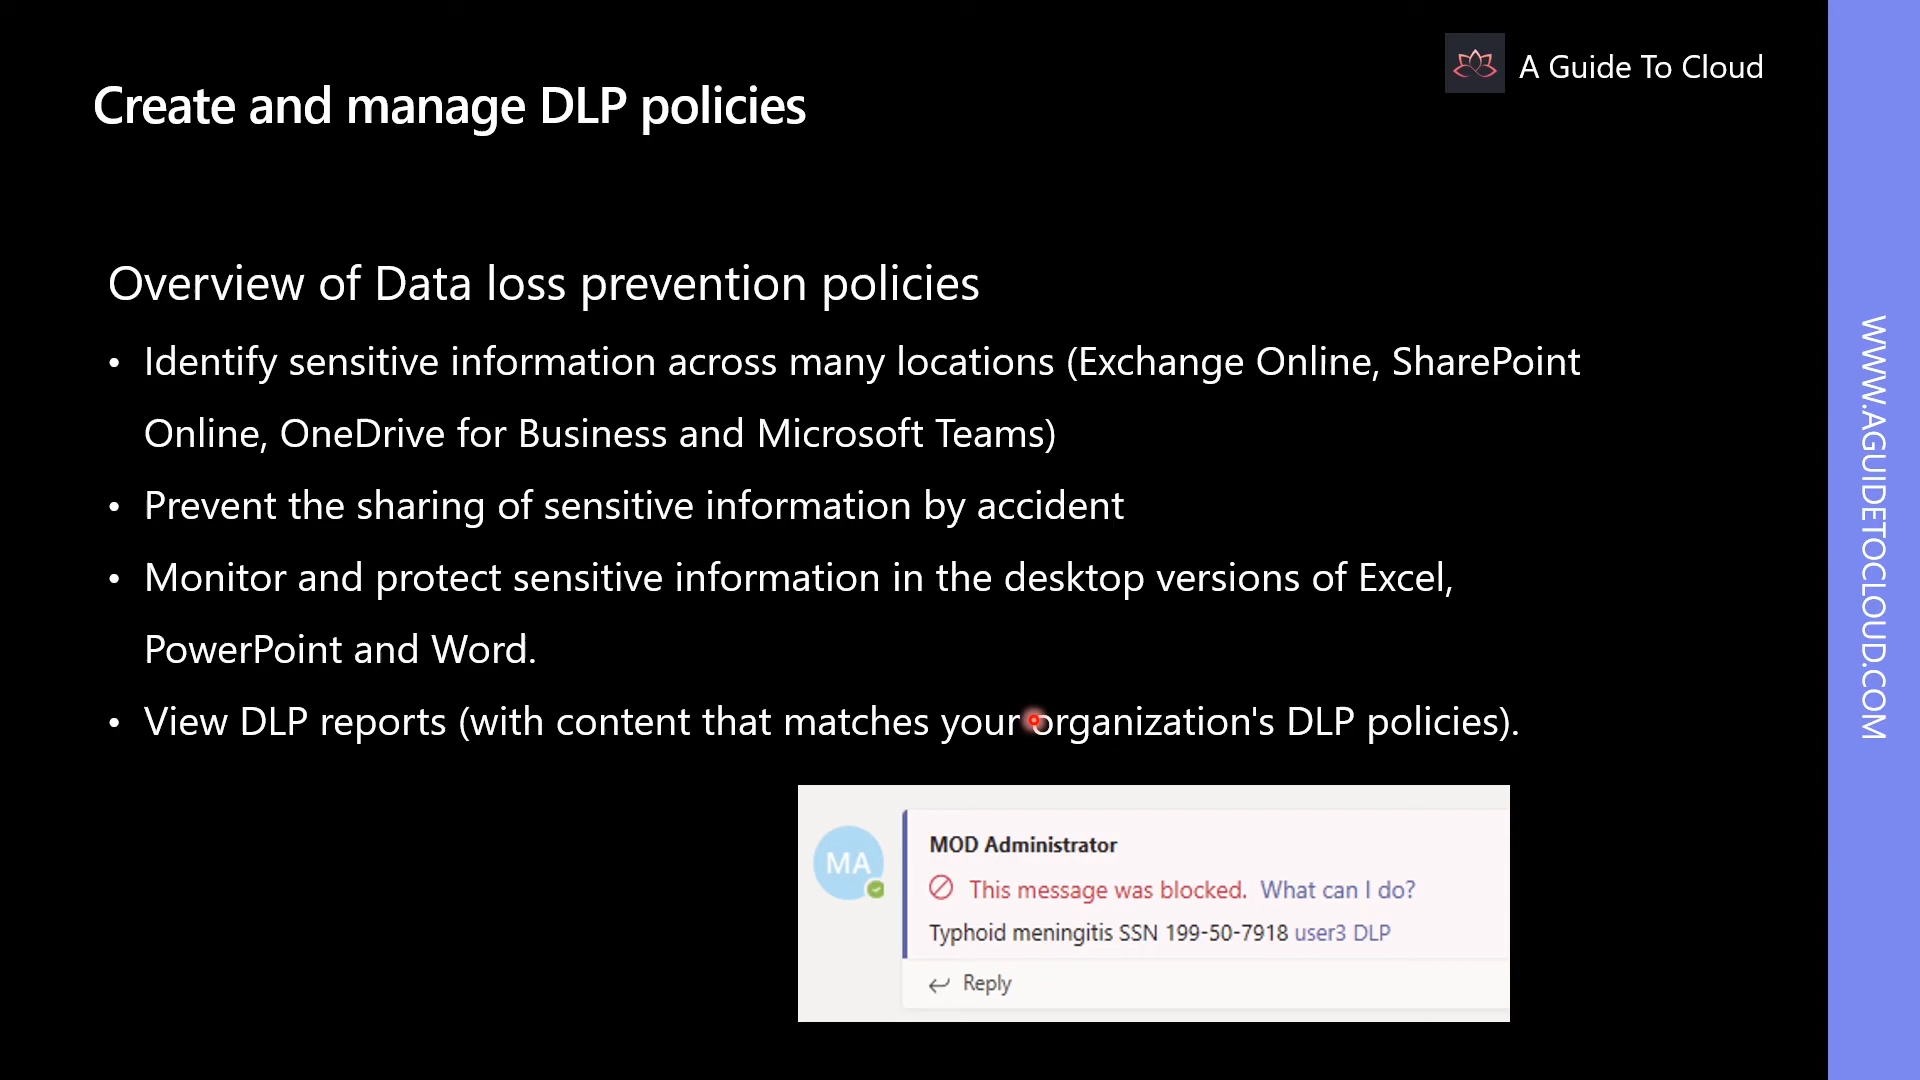 A Guide To Cloud
Create and manage DLP policies
Overview of Data loss prevention policies
• Identify sensitive information across many locations (Exchange Online, SharePoint
Online, OneDrive for Business and Microsoft Teams)
• Prevent the sharing of sensitive information by accident
• Monitor and protect sensitive information in the desktop versions of Excel,
PowerPoint and Word.
• View DLP reports (with content that matches your organization's DLP policies).
MA
MOD Administrator
This message was blocked. What can I do?
Typhoid meningitis SSN 199-50-7918 user3 DLP
Reply
WWW.AGUIDETOCLOUD.COM